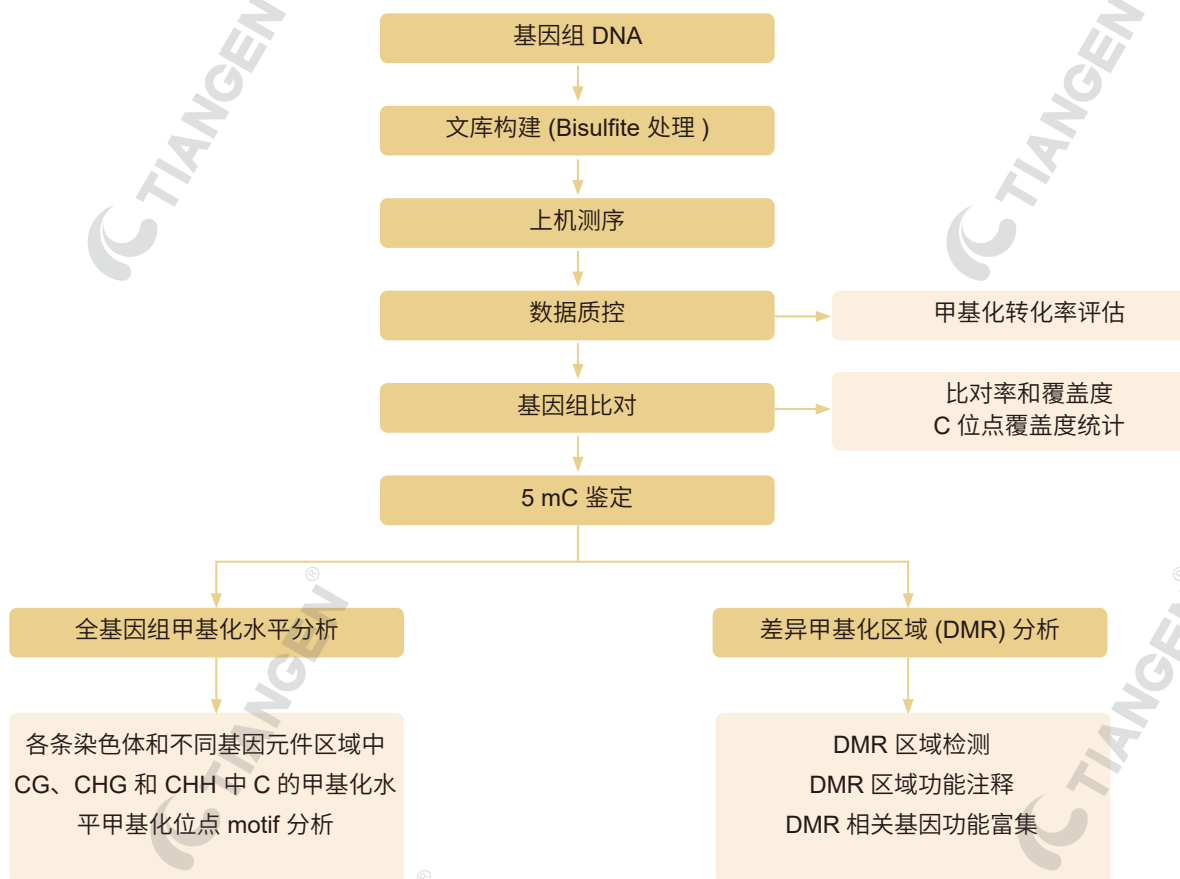 基因组 DNA
文库构建 (Bisulfite 处理 )
上机测序
数据质控
甲基化转化率评估
基因组比对
比对率和覆盖度
C 位点覆盖度统计
5 mC 鉴定
全基因组甲基化水平分析
差异甲基化区域 (DMR) 分析
各条染色体和不同基因元件区域中
CG、CHG 和 CHH 中 C 的甲基化水
平甲基化位点 motif 分析
DMR 区域检测
DMR 区域功能注释
DMR 相关基因功能富集
TIANGEN
TIANGEN
TIANGEN®
TIANGEN®
®